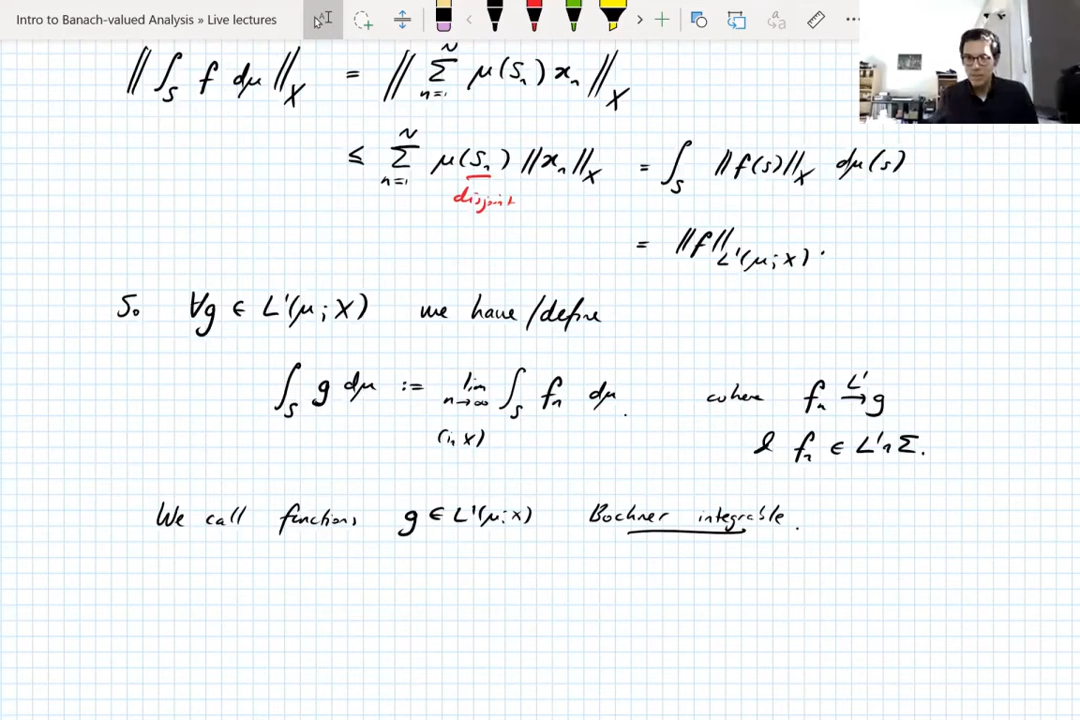 Intro to Banach-valued Analysis » Live lectures
‖∫_S f dμ‖_X = ‖∑_{n=1}^N μ(S_n) x_n‖_X
≤ ∑_{n=1}^N μ(S_n) ‖x_n‖_X = ∫_S ‖f(s)‖_X dμ(s)
disjoint
= ‖f‖_{L¹(μ;X)}.
So ∀g ∈ L¹(μ;X) we have/define
∫_S g dμ := lim_{n→∞} ∫_S f_n dμ. where f_n →^{L¹} g
(in X) & f_n ∈ L¹∩Σ.
We call functions g ∈ L¹(μ;X) Bochner integrable.